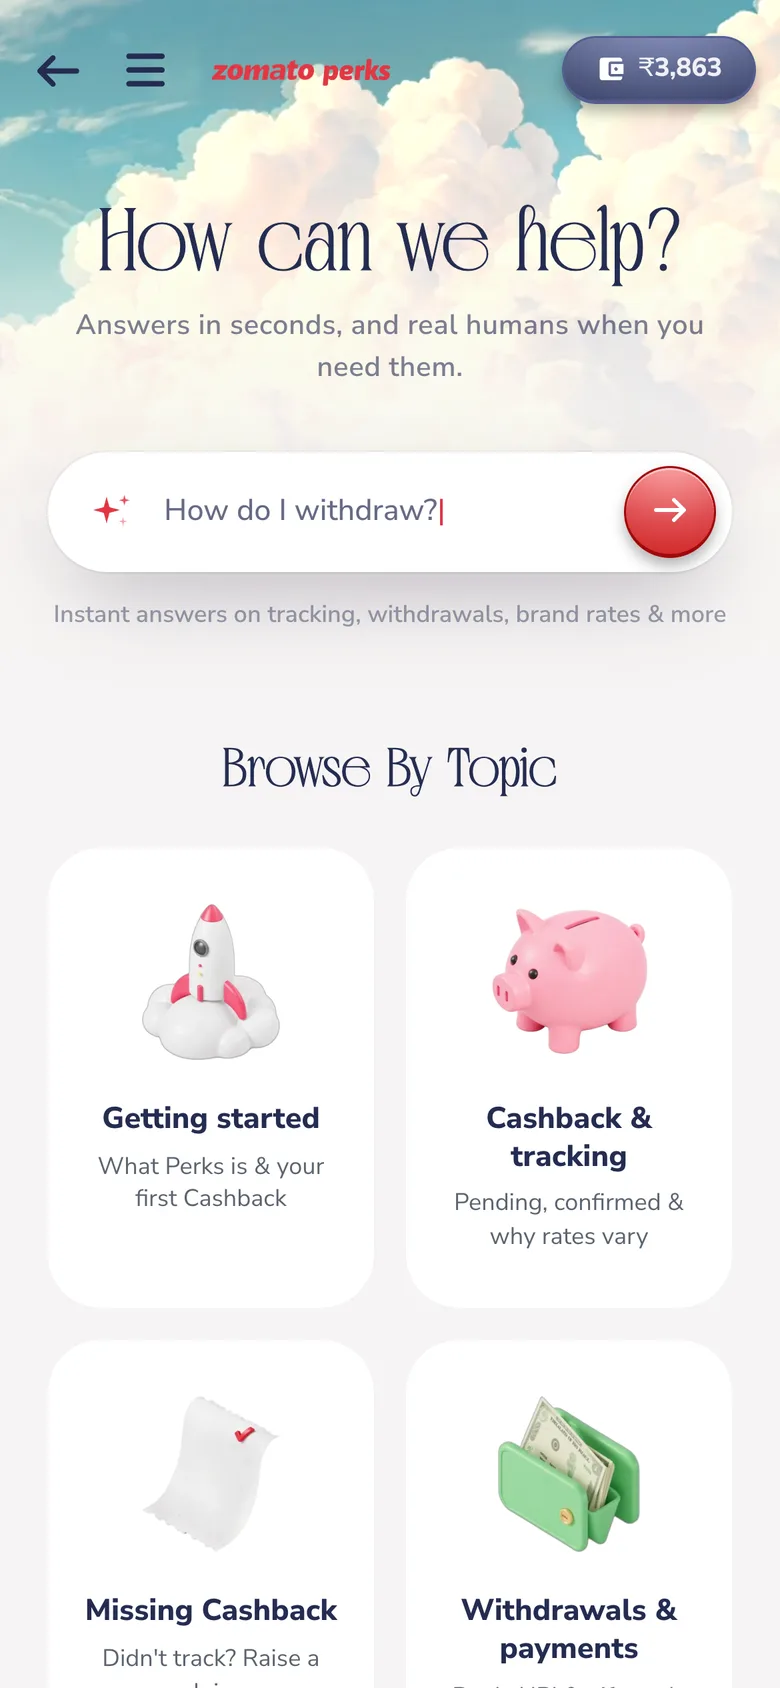 zomato perks
₹3,863
How can we help?
Answers in seconds, and real humans when you
need them.
How do I withdraw?
Instant answers on tracking, withdrawals, brand rates & more
Browse By Topic
Getting started
What Perks is & your
first Cashback
Cashback &
tracking
Pending, confirmed &
why rates vary
Missing Cashback
Didn't track? Raise a
Withdrawals &
payments